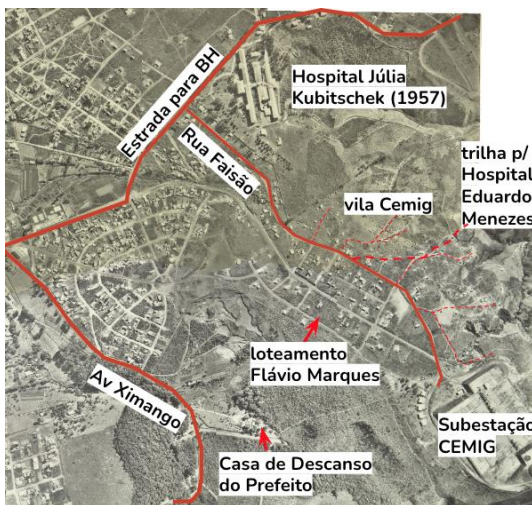 Hospital Júlia
Kubitschek (1957)
Estrada para BH
Rua Faisão
trilha p/
Hospital
Eduardo
Menezes
vila Cemig
loteamento
Flávio Marques
Av Ximango
Subestação
CEMIG
Casa de Descanso
do Prefeito